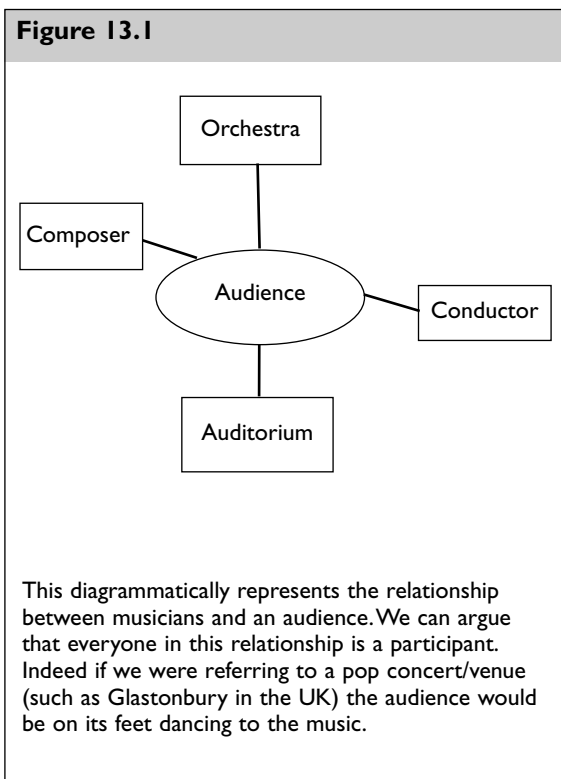 Figure 13.1
Orchestra
Composer
Audience
Conductor
Auditorium
This diagrammatically represents the relationship
between musicians and an audience. We can argue
that everyone in this relationship is a participant.
Indeed if we were referring to a pop concert/venue
(such as Glastonbury in the UK) the audience would
be on its feet dancing to the music.